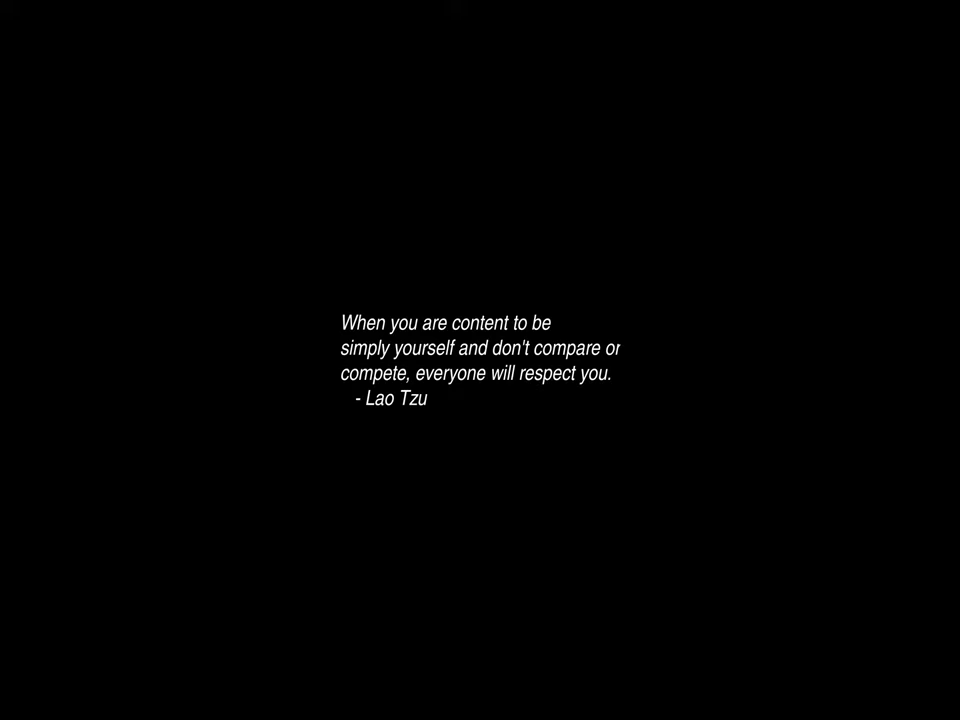 When you are content to be
simply yourself and don't compare or
compete, everyone will respect you.
- Lao Tzu